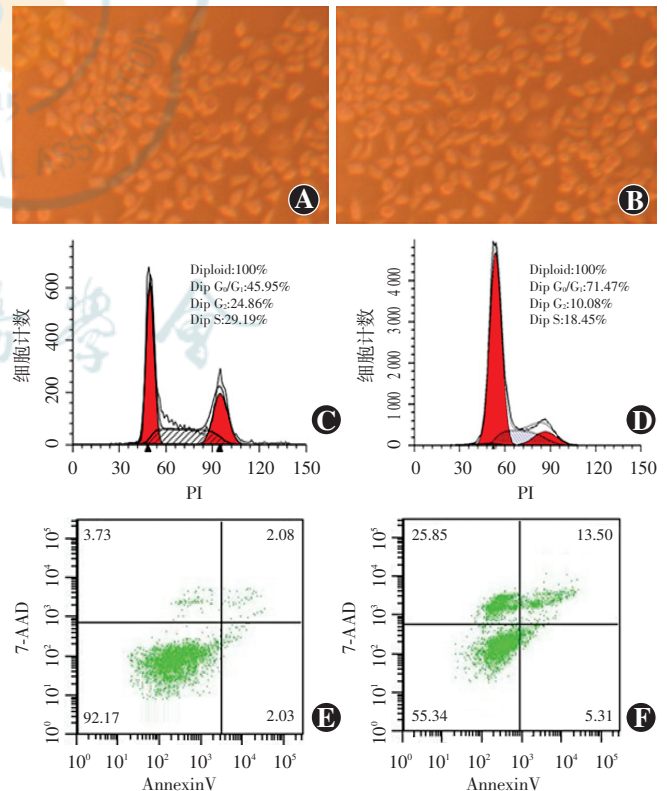 A
B
细胞计数
600
400
200
0
Diploid:100%
Dip G₀/G₁:45.95%
Dip G₂:24.86%
Dip S:29.19%
C
0 30 60 90 120 150
PI
细胞计数
4 000
3 000
2 000
1 000
0
Diploid:100%
Dip G₀/G₁:71.47%
Dip G₂:10.08%
Dip S:18.45%
D
0 30 60 90 120 150
PI
7-AAD
10⁵
10⁴
10³
10²
10¹
10⁰
3.73 2.08
92.17 2.03
E
10⁰ 10¹ 10² 10³ 10⁴ 10⁵
AnnexinV
7-AAD
10⁵
10⁴
10³
10²
10¹
10⁰
25.85 13.50
55.34 5.31
F
10⁰ 10¹ 10² 10³ 10⁴ 10⁵
AnnexinV